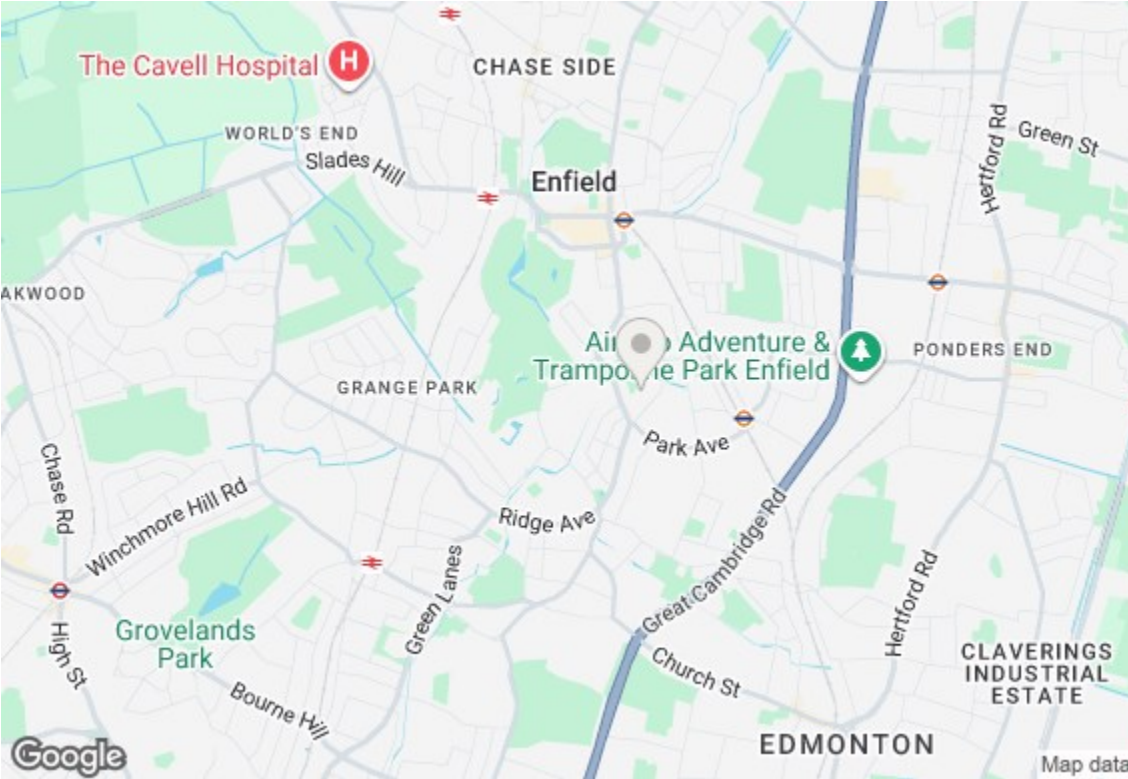 The Cavell Hospital
H
CHASE SIDE
WORLD'S END
Slades Hill
Enfield
Hertford Rd
Green St
AKWOOD
Adventure &
Park Enfield
PONDERS END
GRANGE PARK
Park Ave
Chase Rd
Winchmore Hill Rd
Ridge Ave
Green Lanes
Great Cambridge Rd
Hertford Rd
Grovelands
Park
High St
Bourne Hill
Church St
CLAVERINGS
INDUSTRIAL
ESTATE
EDMONTON
Google
Map data